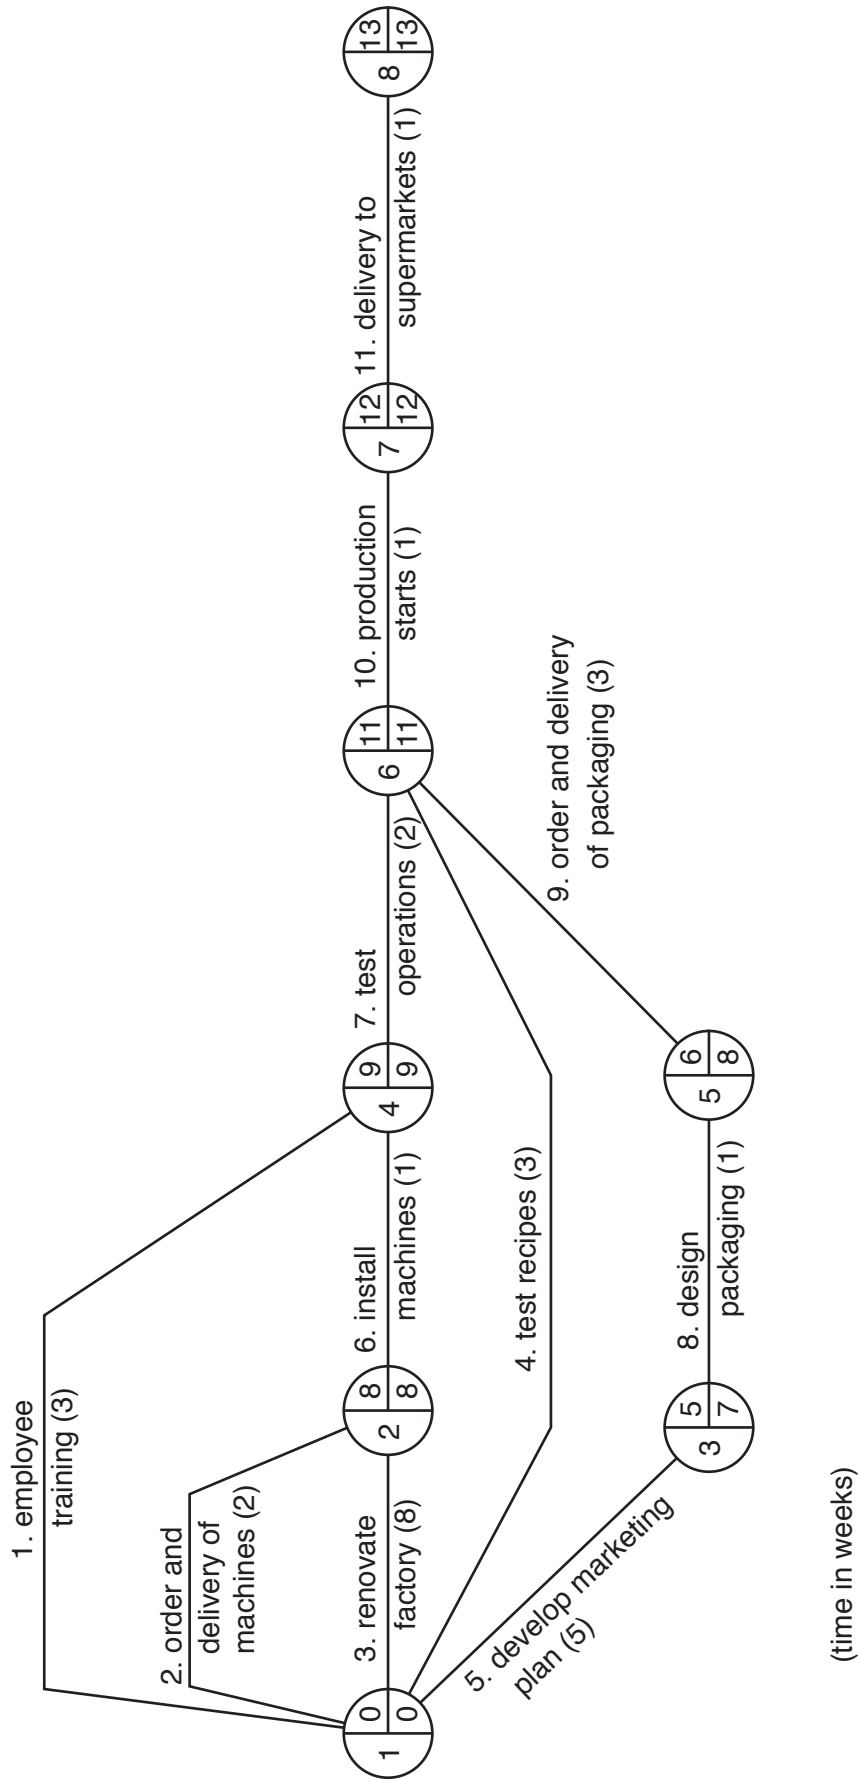 1. employee
training (3)
2. order and
delivery of
machines (2)
1
0
0
3. renovate
factory (8)
2
8
8
6. install
machines (1)
4
9
9
7. test
operations (2)
6
11
11
10. production
starts (1)
7
12
12
11. delivery to
supermarkets (1)
8
13
13
4. test recipes (3)
5. develop marketing
plan (5)
3
5
7
8. design
packaging (1)
5
6
8
9. order and delivery
of packaging (3)
(time in weeks)